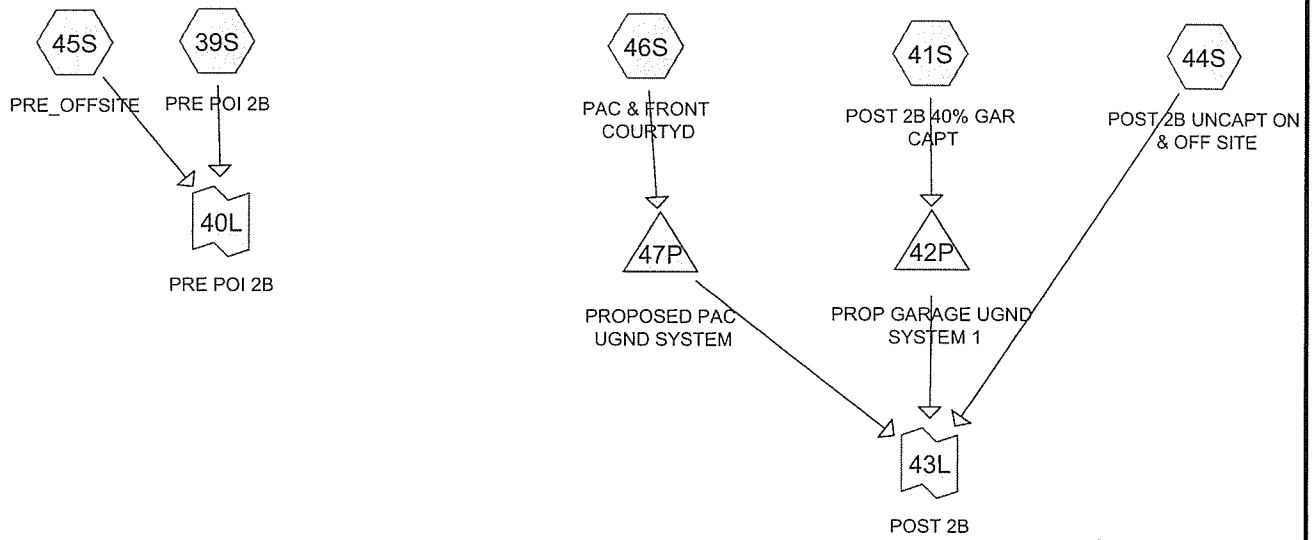 45S
39S
46S
41S
44S
PRE_OFFSITE
PRE POI 2B
PAC & FRONT
COURTYD
POST 2B 40% GAR
CAPT
POST 2B UNCAPT ON
& OFF SITE
40L
PRE POI 2B
47P
42P
PROPOSED PAC
UGND SYSTEM
PROP GARAGE UGND
SYSTEM 1
43L
POST 2B